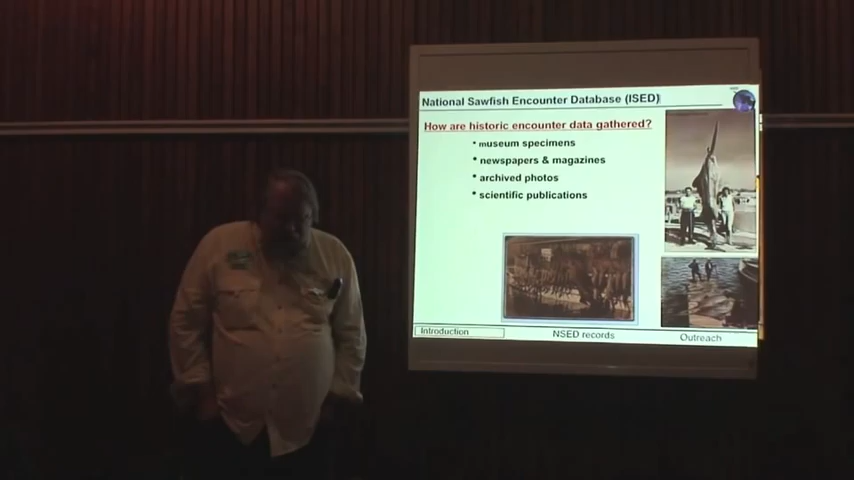 National Sawfish Encounter Database (ISED)
How are historic encounter data gathered?
• museum specimens
• newspapers & magazines
• archived photos
• scientific publications
Introduction
NSED records
Outreach